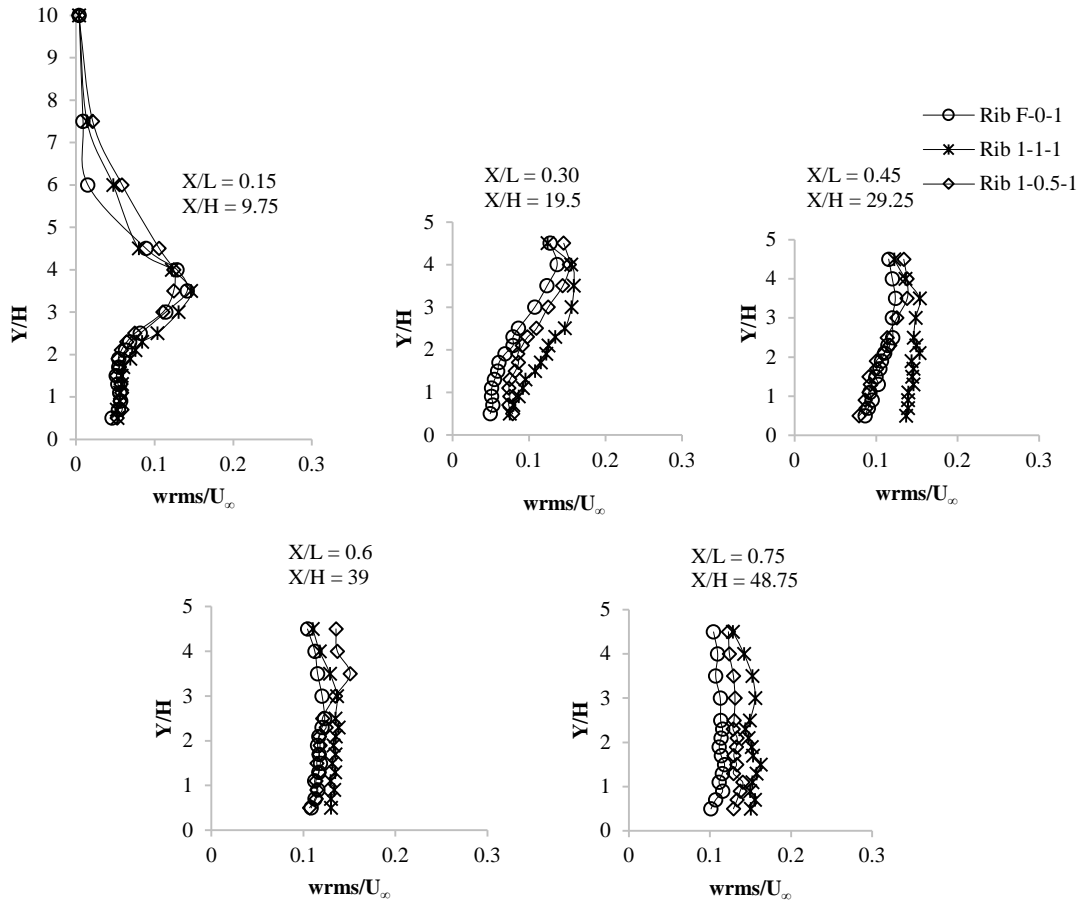 10
9
8
7
6
5
4
3
2
1
0
Y/H
X/L = 0.15
X/H = 9.75
0 0.1 0.2 0.3
wrms/U∞
X/L = 0.30
X/H = 19.5
5
4
3
2
1
0
Y/H
0 0.1 0.2 0.3
wrms/U∞
X/L = 0.45
X/H = 29.25
5
4
3
2
1
0
Y/H
0 0.1 0.2 0.3
wrms/U∞
Rib F-0-1
Rib 1-1-1
Rib 1-0.5-1
X/L = 0.6
X/H = 39
5
4
3
2
1
0
Y/H
0 0.1 0.2 0.3
wrms/U∞
X/L = 0.75
X/H = 48.75
5
4
3
2
1
0
Y/H
0 0.1 0.2 0.3
wrms/U∞